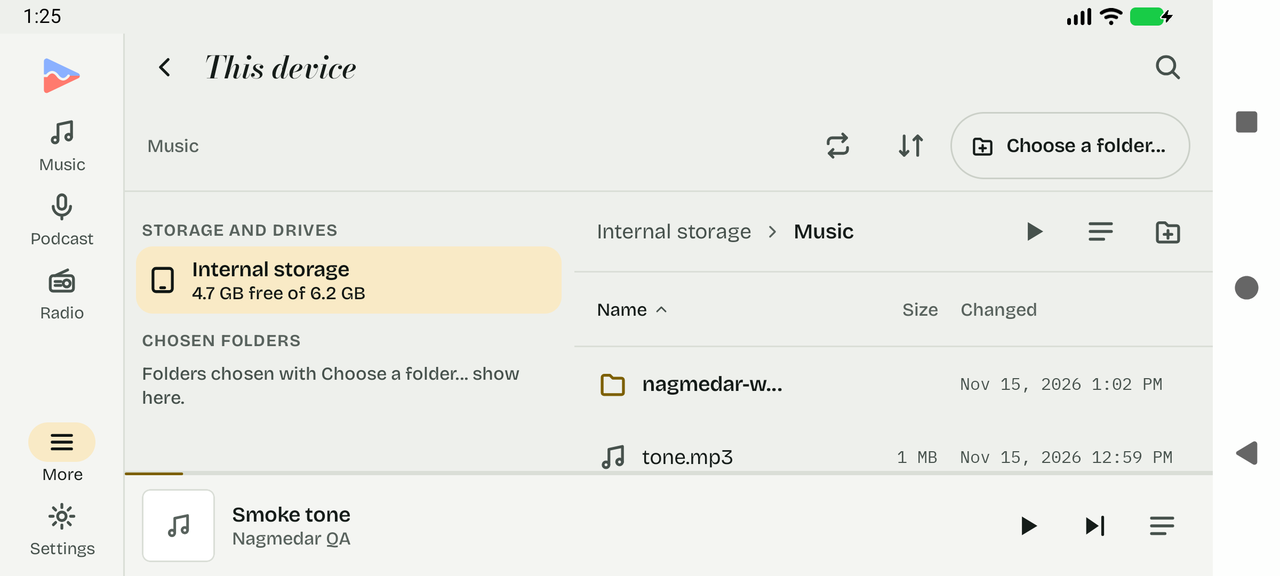 1:25
This device
Music
Choose a folder...
Music
Podcast
Radio
More
Settings
STORAGE AND DRIVES
Internal storage
4.7 GB free of 6.2 GB
CHOSEN FOLDERS
Folders chosen with Choose a folder... show
here.
Internal storage > Music
Name Size Changed
nagmedar-w... Nov 15, 2026 1:02 PM
tone.mp3 1 MB Nov 15, 2026 12:59 PM
Smoke tone
Nagmedar QA